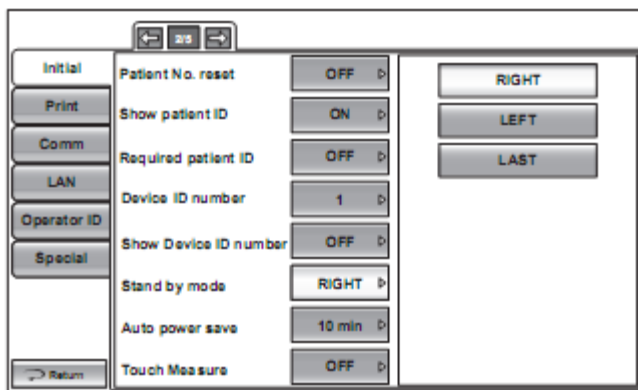 2/5
Initial
Print
Comm
LAN
Operator ID
Special
Return
Patient No. reset OFF
Show patient ID ON
Required patient ID OFF
Device ID number 1
Show Device ID number OFF
Stand by mode RIGHT
Auto power save 10 min
Touch Measure OFF
RIGHT
LEFT
LAST